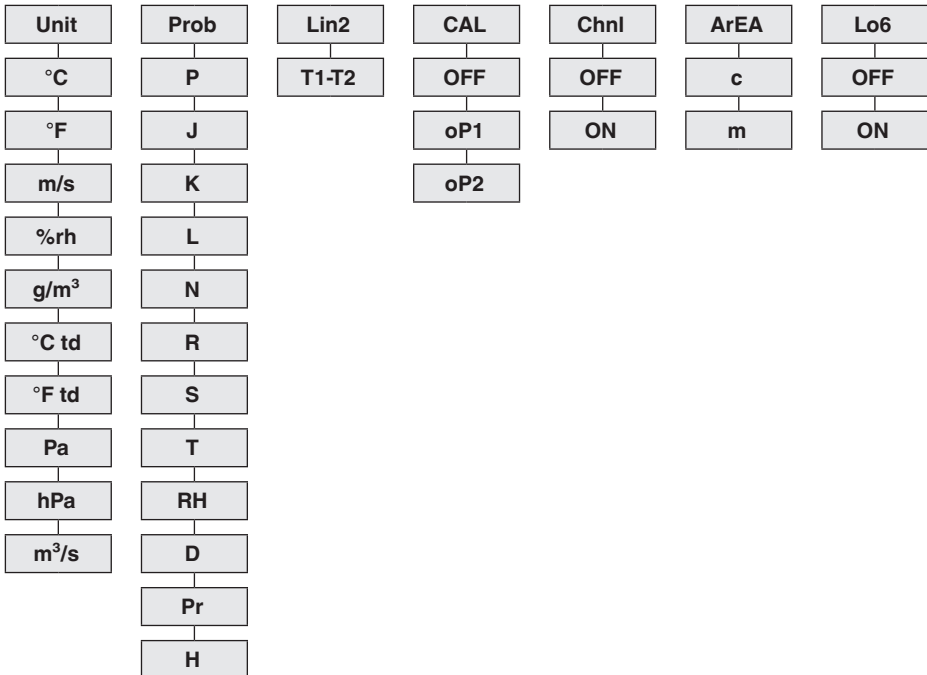 Unit Prob Lin2 CAL Chnl ArEA Lo6
°C P T1-T2 OFF OFF c OFF
°F J oP1 ON m ON
m/s K oP2
%rh L
g/m³ N
°C td R
°F td S
Pa T
hPa RH
m³/s D
Pr
H